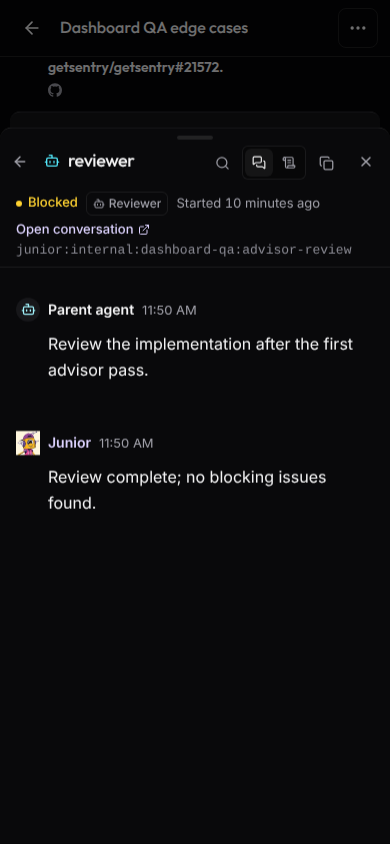 Dashboard QA edge cases
getsentry/getsentry#21572.
reviewer
Blocked Reviewer Started 10 minutes ago
Open conversation
junior:internal:dashboard-qa:advisor-review
Parent agent 11:50 AM
Review the implementation after the first
advisor pass.
Junior 11:50 AM
Review complete; no blocking issues
found.